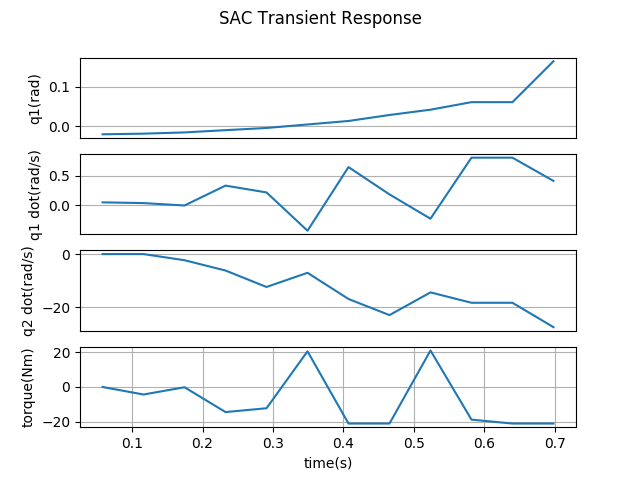 SAC Transient Response
q1(rad)
0.1
0.0
q1 dot(rad/s)
0.5
0.0
q2 dot(rad/s)
0
−20
torque(Nm)
20
0
−20
0.1 0.2 0.3 0.4 0.5 0.6 0.7
time(s)